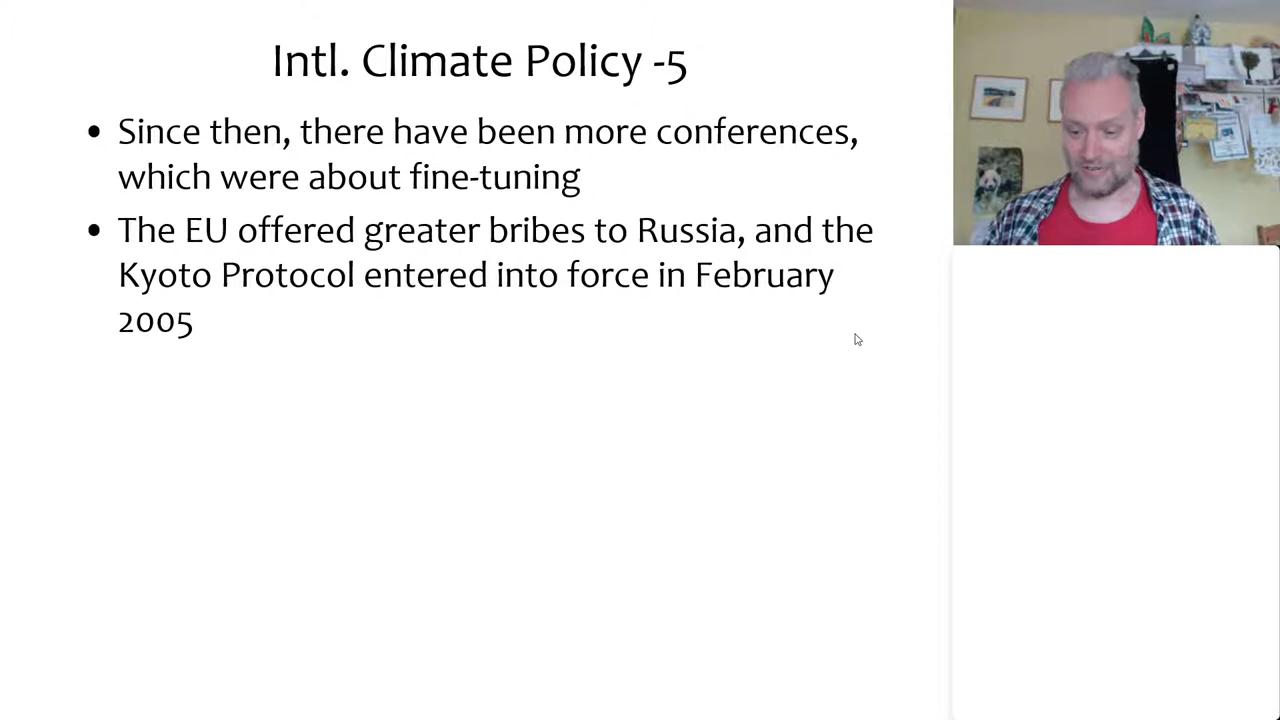 Intl. Climate Policy -5
• Since then, there have been more conferences,
which were about fine-tuning
• The EU offered greater bribes to Russia, and the
Kyoto Protocol entered into force in February
2005